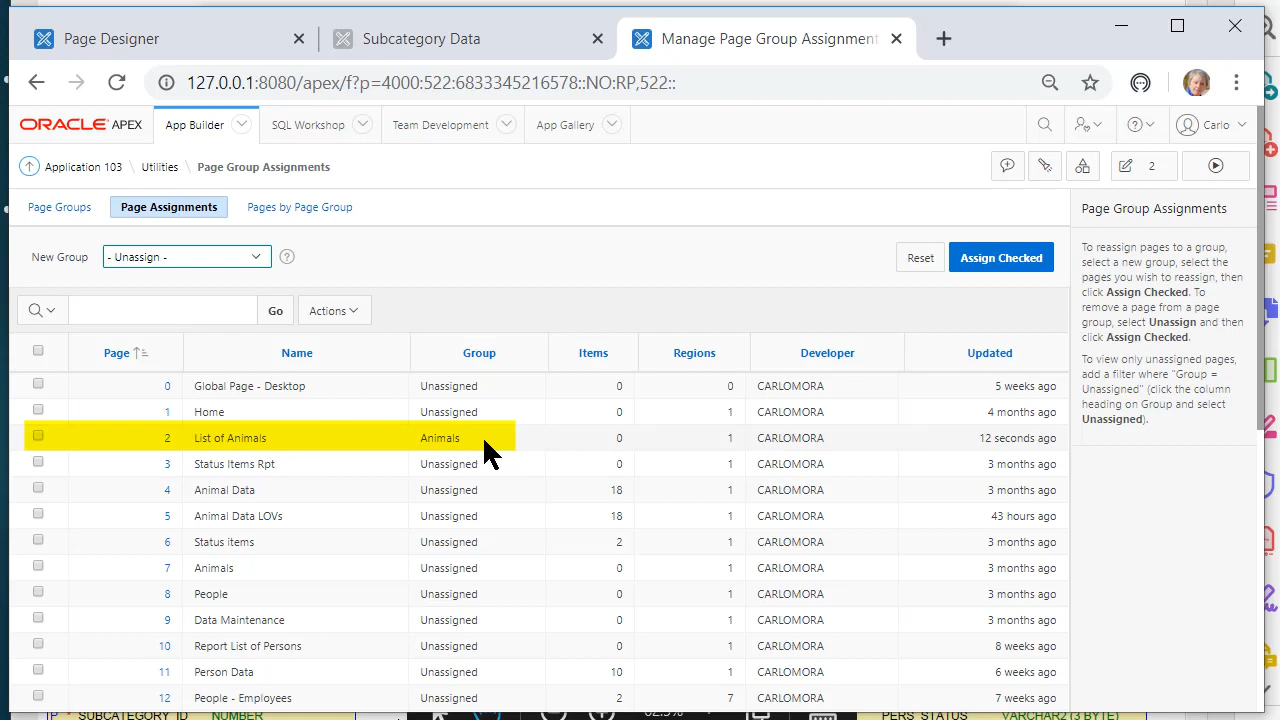 Page Designer
Subcategory Data
Manage Page Group Assignment
127.0.0.1:8080/apex/f?p=4000:522:6833345216578::NO:RP,522::
ORACLE APEX
App Builder
SQL Workshop
Team Development
App Gallery
Carlo
Application 103
Utilities
Page Group Assignments
2
Page Groups
Page Assignments
Pages by Page Group
New Group
- Unassign -
Reset
Assign Checked
Go
Actions
Page Name Group Items Regions Developer Updated
0 Global Page - Desktop Unassigned 0 0 CARLOMORA 5 weeks ago
1 Home Unassigned 0 1 CARLOMORA 4 months ago
2 List of Animals Animals 0 1 CARLOMORA 12 seconds ago
3 Status Items Rpt Unassigned 0 1 CARLOMORA 3 months ago
4 Animal Data Unassigned 18 1 CARLOMORA 3 months ago
5 Animal Data LOVs Unassigned 18 1 CARLOMORA 43 hours ago
6 Status items Unassigned 2 1 CARLOMORA 3 months ago
7 Animals Unassigned 0 1 CARLOMORA 3 months ago
8 People Unassigned 0 1 CARLOMORA 3 months ago
9 Data Maintenance Unassigned 0 1 CARLOMORA 3 months ago
10 Report List of Persons Unassigned 0 1 CARLOMORA 8 weeks ago
11 Person Data Unassigned 10 1 CARLOMORA 6 weeks ago
12 People - Employees Unassigned 2 7 CARLOMORA 7 weeks ago
Page Group Assignments
To reassign pages to a group,
select a new group, select the
pages you wish to reassign, then
click Assign Checked. To
remove a page from a page
group, select Unassign and then
click Assign Checked.
To view only unassigned pages,
add a filter where "Group =
Unassigned" (click the column
heading on Group and select
Unassigned).
SUBCATEGORY_ID NUMBER
PERS_STATUS VARCHAR2 (3 BYTE)